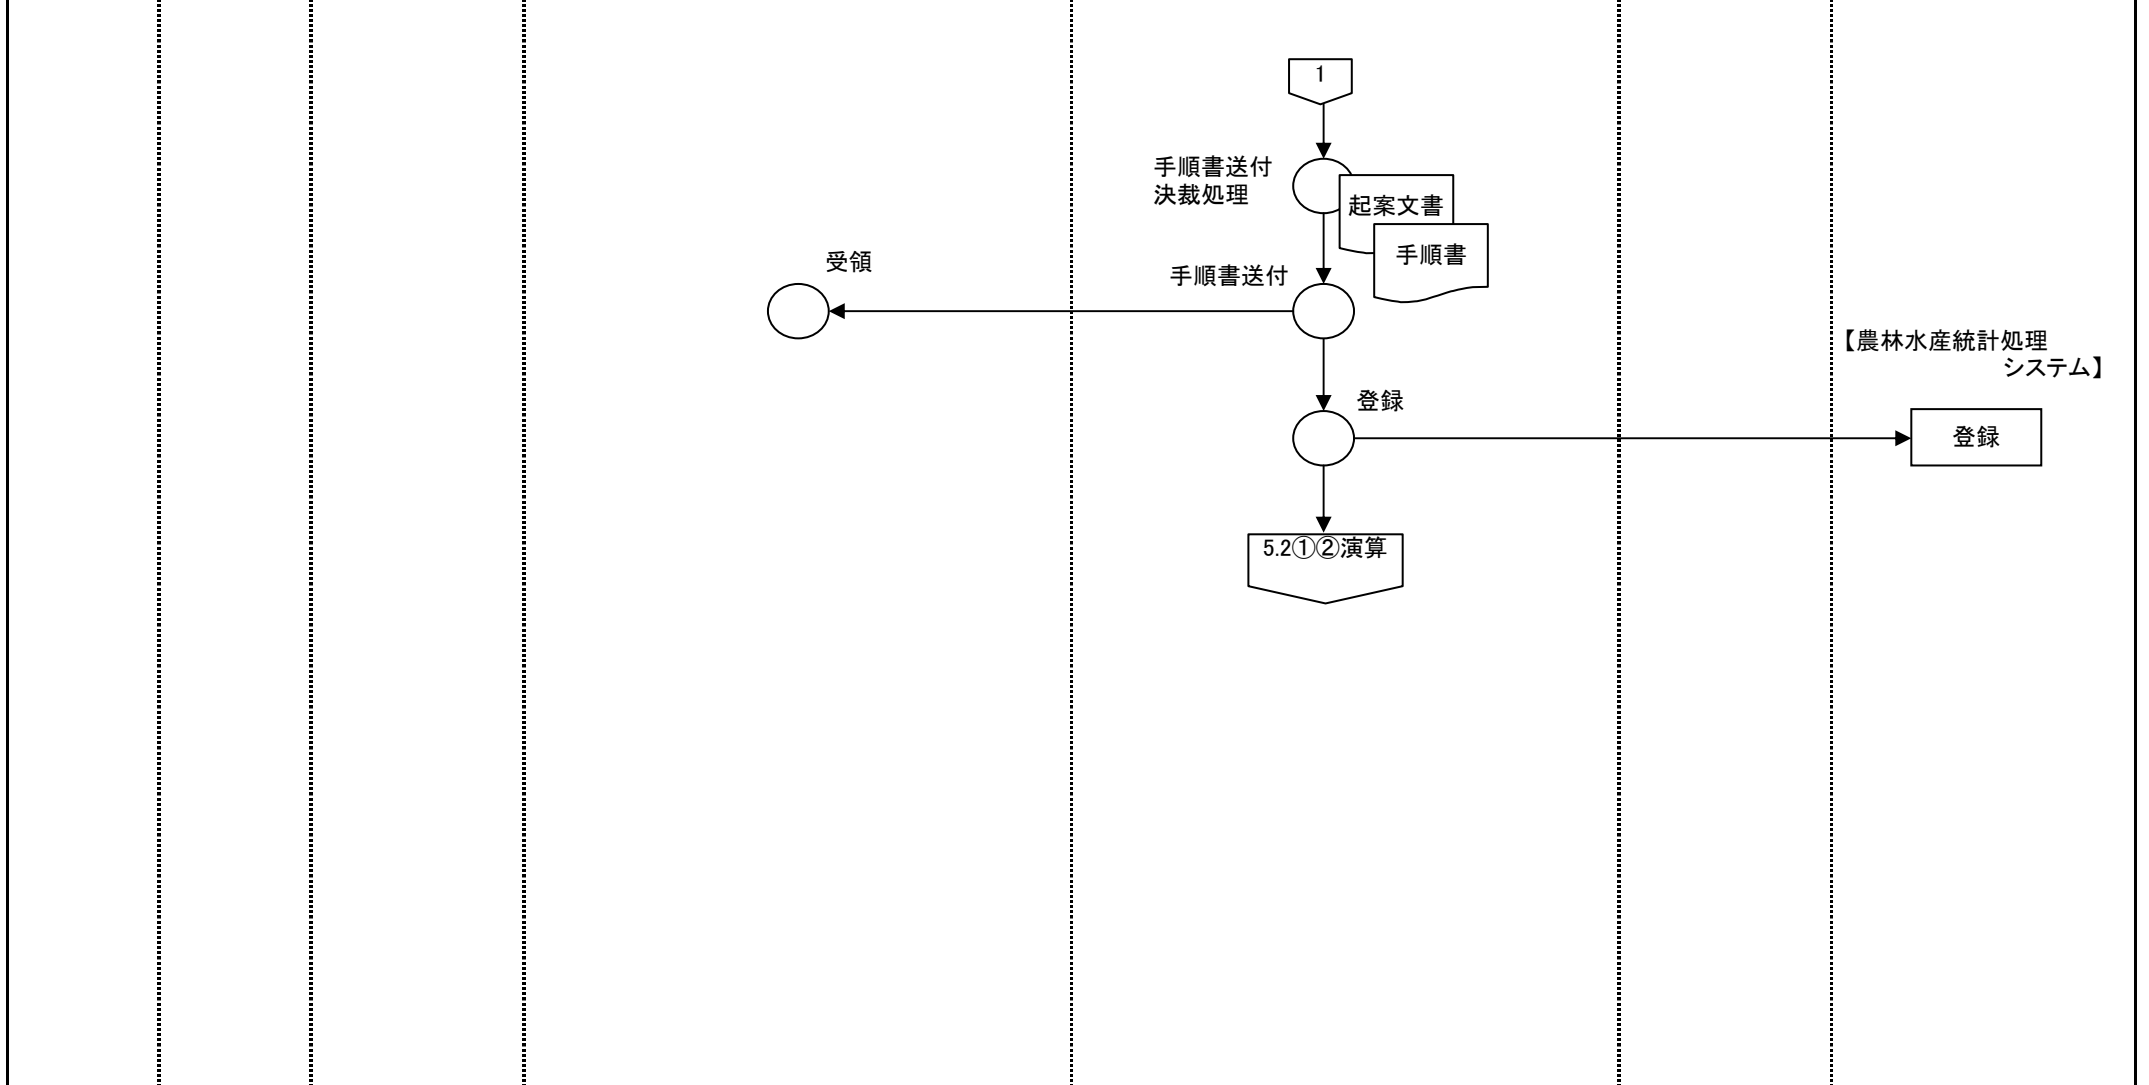 1
手順書送付
決裁処理
起案文書
手順書
受領
手順書送付
【農林水産統計処理
システム】
登録
登録
5.2①②演算